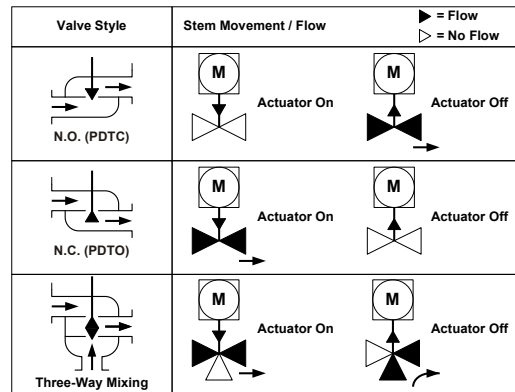 Valve Style
Stem Movement / Flow
= Flow
= No Flow
N.O. (PDTC)
M
Actuator On
M
Actuator Off
N.C. (PDTO)
M
Actuator On
M
Actuator Off
Three-Way Mixing
M
Actuator On
M
Actuator Off